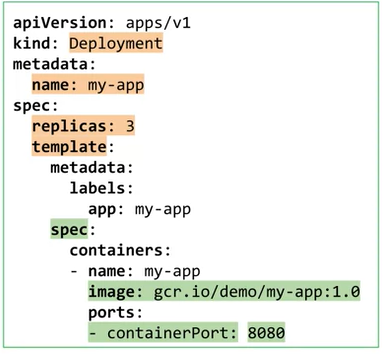 apiVersion: apps/v1
kind: Deployment
metadata:
  name: my-app
spec:
  replicas: 3
  template:
    metadata:
      labels:
        app: my-app
    spec:
      containers:
      - name: my-app
        image: gcr.io/demo/my-app:1.0
        ports:
        - containerPort: 8080